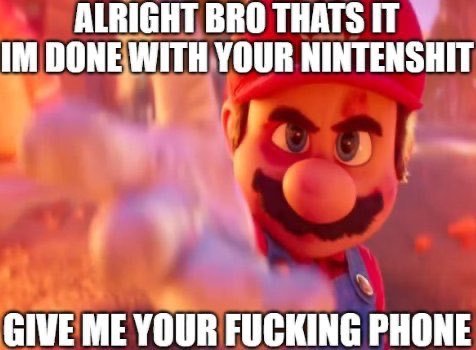 ALRIGHT BRO THATS IT
IM DONE WITH YOUR NINTENSHIT
GIVE ME YOUR FUCKING PHONE